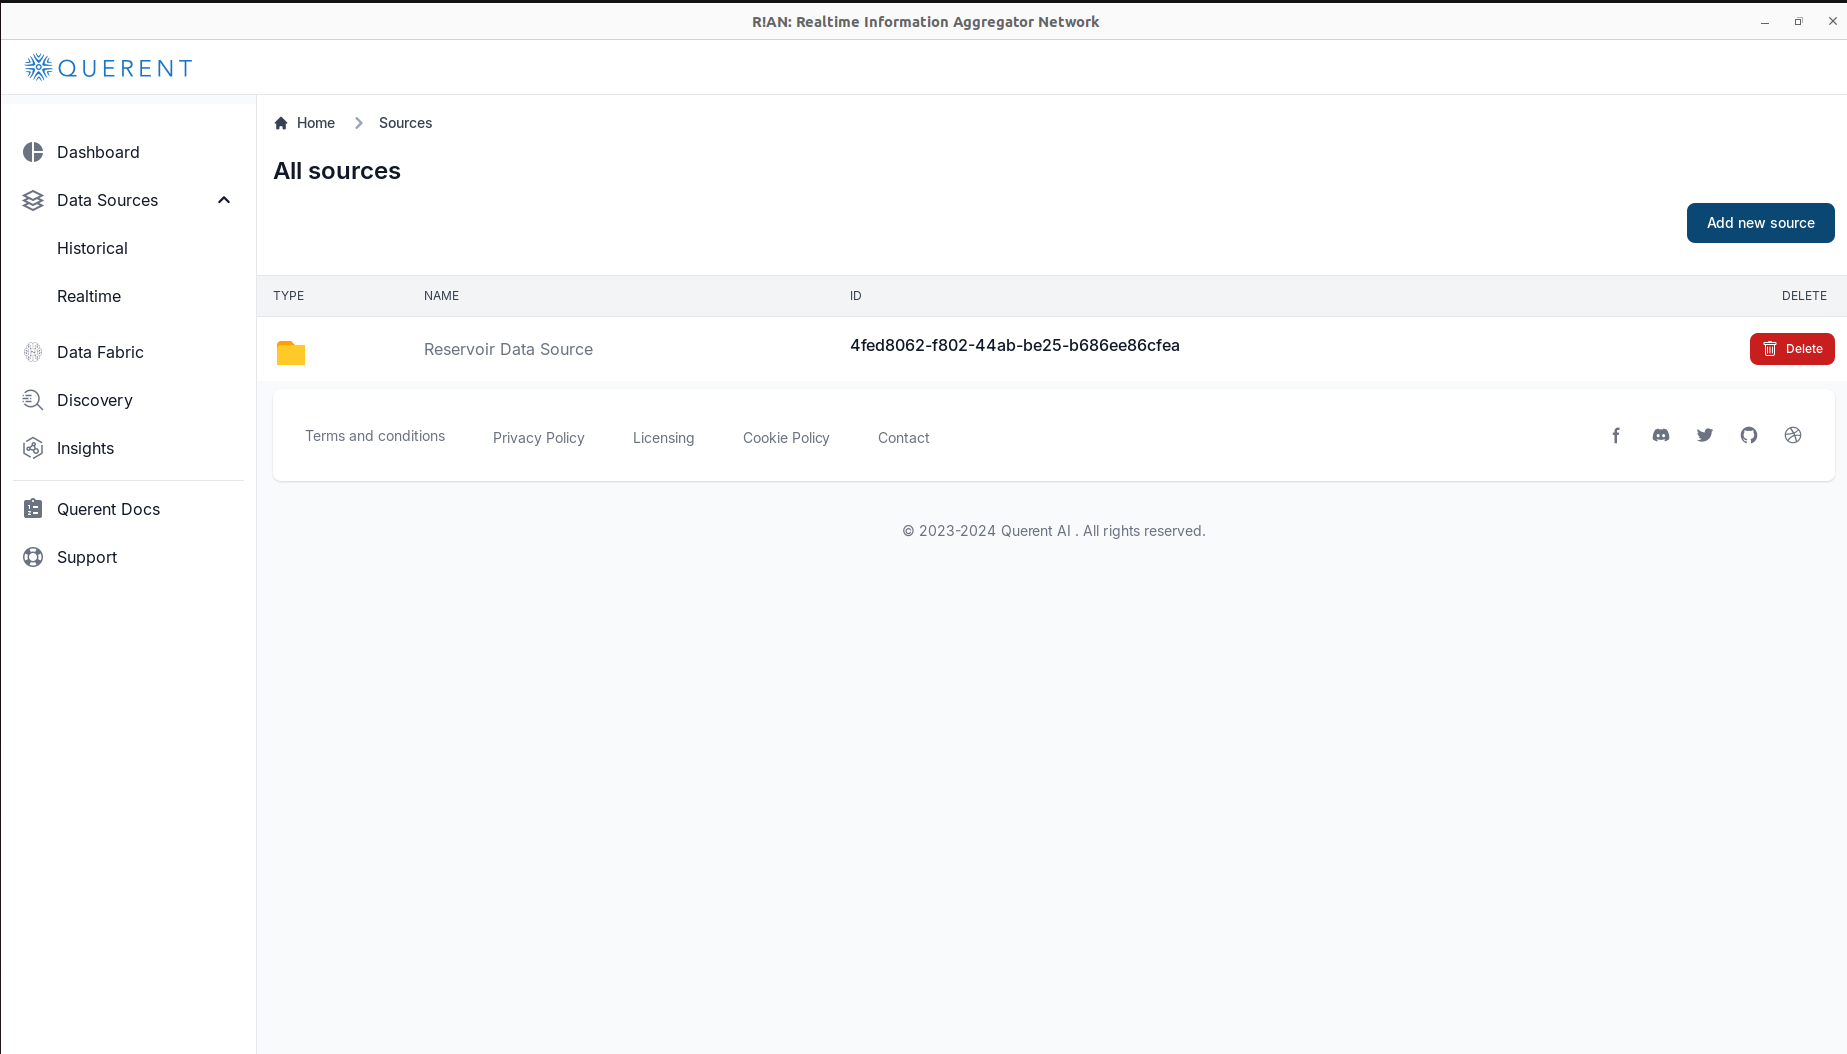 R!AN: Realtime Information Aggregator Network
QUERENT
Dashboard
Data Sources
Historical
Realtime
Data Fabric
Discovery
Insights
Querent Docs
Support
Home Sources
All sources
Add new source
TYPE NAME ID DELETE
Reservoir Data Source 4fed8062-f802-44ab-be25-b686ee86cfea Delete
Terms and conditions Privacy Policy Licensing Cookie Policy Contact
© 2023-2024 Querent AI . All rights reserved.